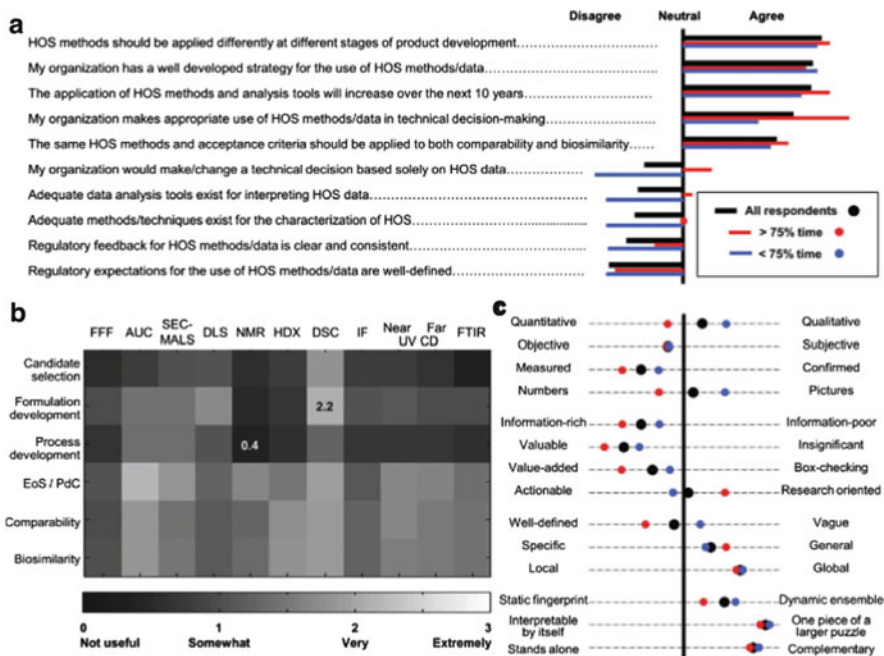 a
Disagree Neutral Agree
HOS methods should be applied differently at different stages of product development
My organization has a well developed strategy for the use of HOS methods/data
The application of HOS methods and analysis tools will increase over the next 10 years
My organization makes appropriate use of HOS methods/data in technical decision-making
The same HOS methods and acceptance criteria should be applied to both comparability and biosimilarity
My organization would make/change a technical decision based solely on HOS data
Adequate data analysis tools exist for interpreting HOS data
Adequate methods/techniques exist for the characterization of HOS
Regulatory feedback for HOS methods/data is clear and consistent
Regulatory expectations for the use of HOS methods/data are well-defined
All respondents
> 75% time
< 75% time
b
FFF AUC SEC-MALS DLS NMR HDX DSC IF Near UV Far CD FTIR
Candidate selection
Formulation development
2.2
Process development
0.4
EoS / PdC
Comparability
Biosimilarity
0 1 2 3
Not useful Somewhat Very Extremely
c
Quantitative Qualitative
Objective Subjective
Measured Confirmed
Numbers Pictures
Information-rich Information-poor
Valuable Insignificant
Value-added Box-checking
Actionable Research oriented
Well-defined Vague
Specific General
Local Global
Static fingerprint Dynamic ensemble
Interpretable by itself One piece of a larger puzzle
Stands alone Complementary